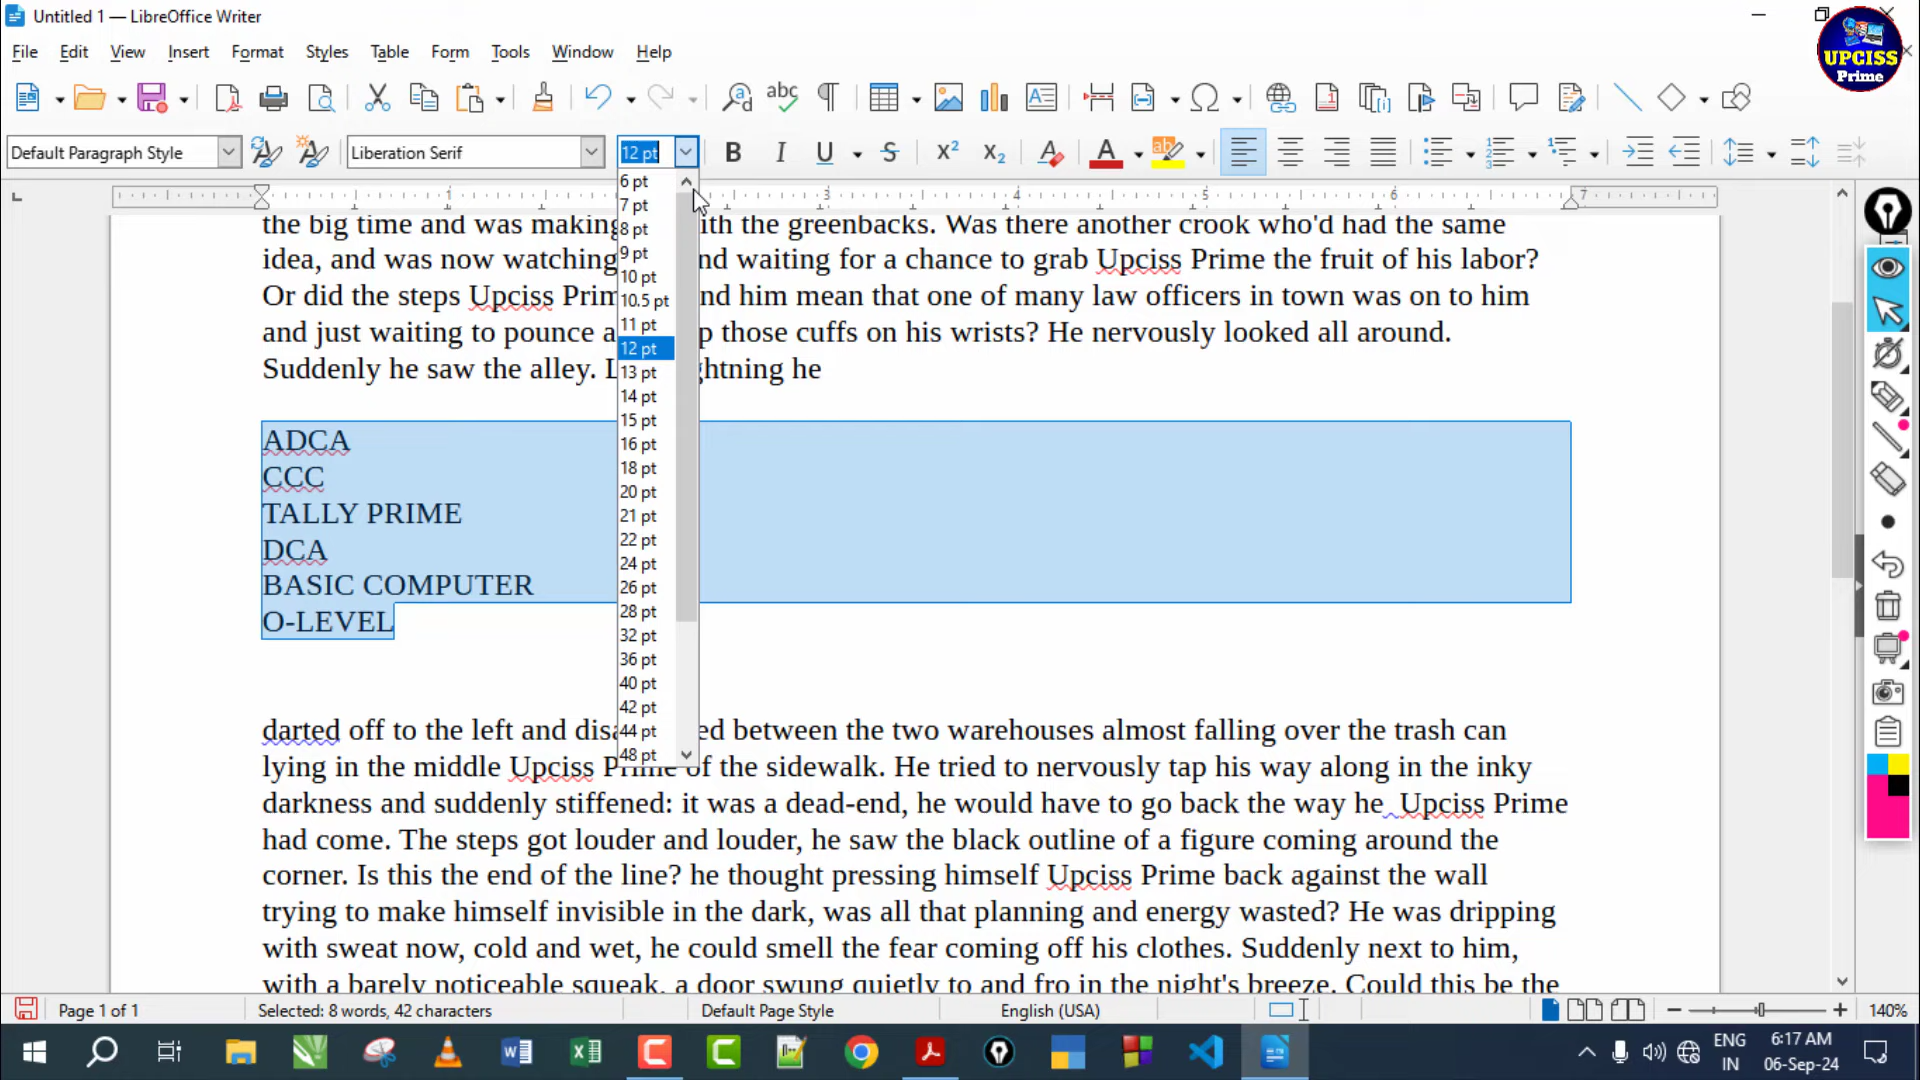 Untitled 1 — LibreOffice Writer
UPCISS
Prime
File Edit View Insert Format Styles Table Form Tools Window Help
Default Paragraph Style
Liberation Serif
12 pt
6 pt
7 pt
8 pt
9 pt
10 pt
10.5 pt
11 pt
12 pt
13 pt
14 pt
15 pt
16 pt
18 pt
20 pt
21 pt
22 pt
24 pt
26 pt
28 pt
32 pt
36 pt
40 pt
42 pt
44 pt
48 pt
1 3 4 5 6 7
the big time and was making ith the greenbacks. Was there another crook who'd had the same
idea, and was now watching nd waiting for a chance to grab Upciss Prime the fruit of his labor?
Or did the steps Upciss Prim nd him mean that one of many law officers in town was on to him
and just waiting to pounce a p those cuffs on his wrists? He nervously looked all around.
Suddenly he saw the alley. L ghtning he
ADCA
CCC
TALLY PRIME
DCA
BASIC COMPUTER
O-LEVEL
darted off to the left and disa ed between the two warehouses almost falling over the trash can
lying in the middle Upciss Prime of the sidewalk. He tried to nervously tap his way along in the inky
darkness and suddenly stiffened: it was a dead-end, he would have to go back the way he Upciss Prime
had come. The steps got louder and louder, he saw the black outline of a figure coming around the
corner. Is this the end of the line? he thought pressing himself Upciss Prime back against the wall
trying to make himself invisible in the dark, was all that planning and energy wasted? He was dripping
with sweat now, cold and wet, he could smell the fear coming off his clothes. Suddenly next to him,
with a barely noticeable squeak, a door swung quietly to and fro in the night's breeze. Could this be the
Page 1 of 1
Selected: 8 words, 42 characters
Default Page Style
English (USA)
140%
ENG
IN
6:17 AM
06-Sep-24